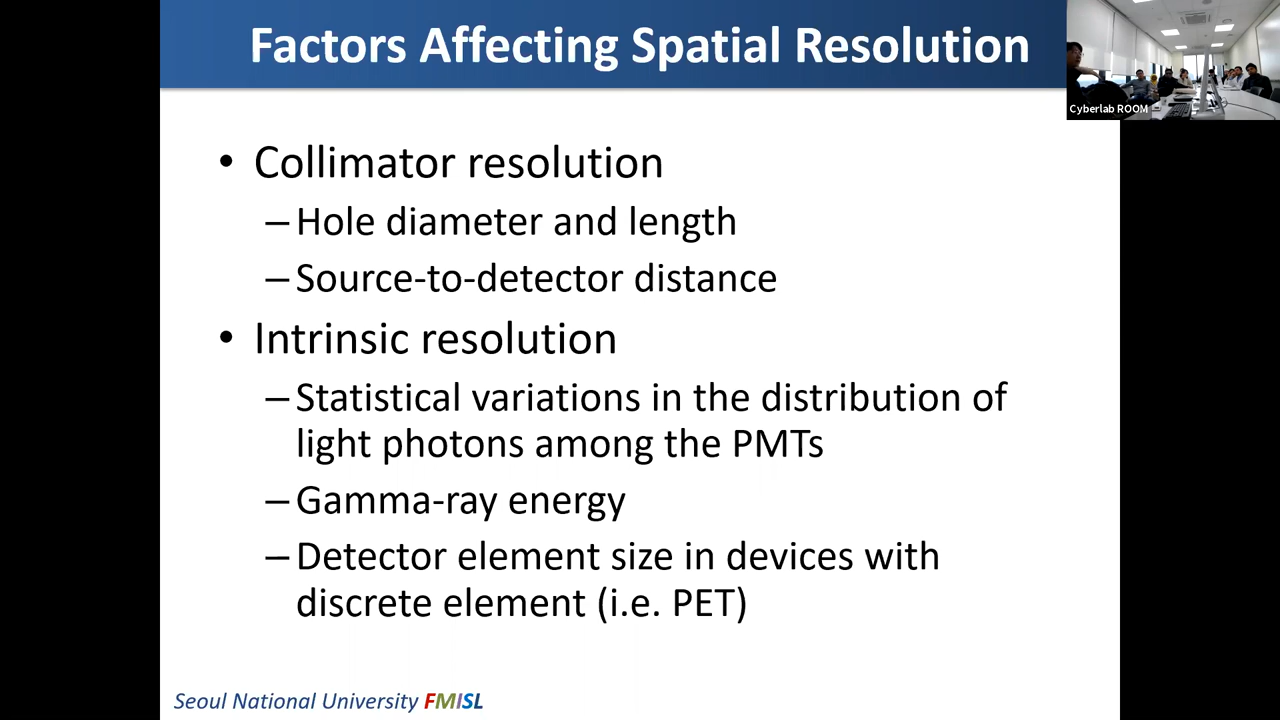 Factors Affecting Spatial Resolution
Cyberlab ROOM
• Collimator resolution
– Hole diameter and length
– Source-to-detector distance
• Intrinsic resolution
– Statistical variations in the distribution of
light photons among the PMTs
– Gamma-ray energy
– Detector element size in devices with
discrete element (i.e. PET)
Seoul National University FMISL